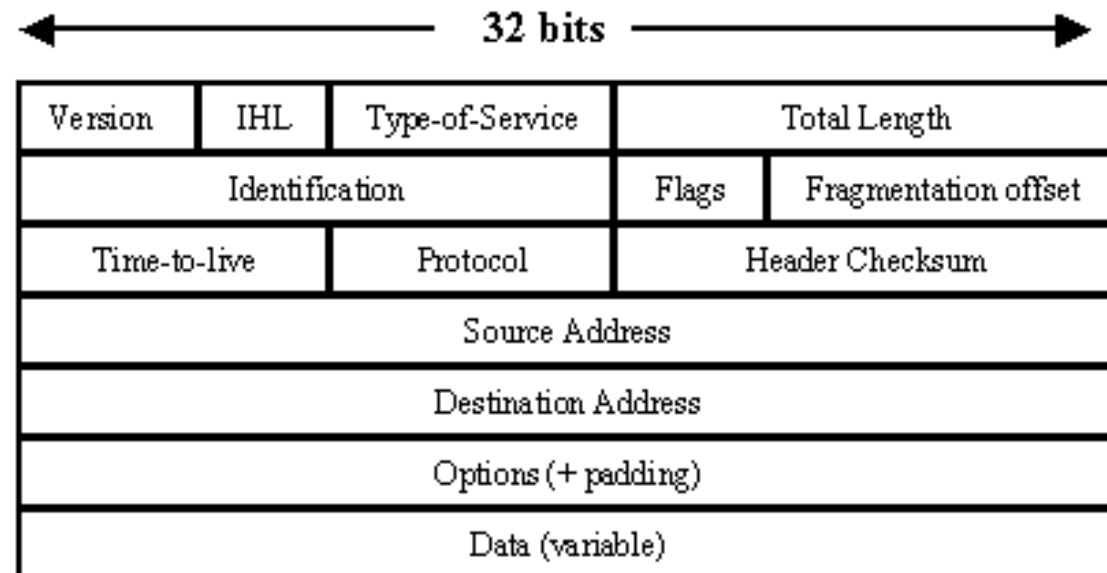 32 bits
Version IHL Type-of-Service Total Length
Identification Flags Fragmentation offset
Time-to-live Protocol Header Checksum
Source Address
Destination Address
Options (+ padding)
Data (variable)